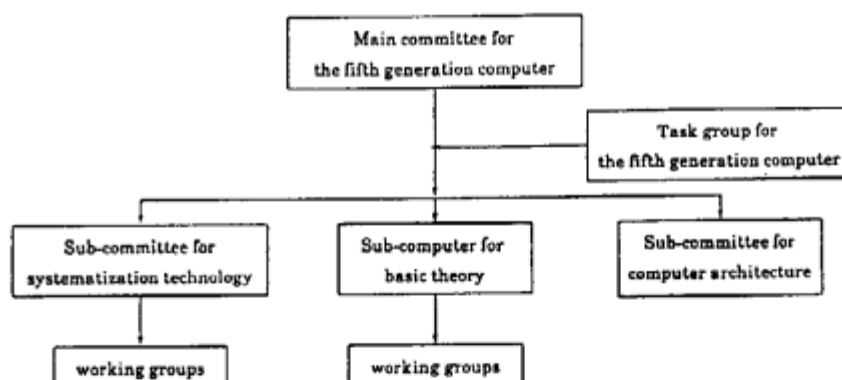 Main committee for
the fifth generation computer
Task group for
the fifth generation computer
Sub-committee for
systematization technology
Sub-computer for
basic theory
Sub-committee for
computer architecture
working groups
working groups